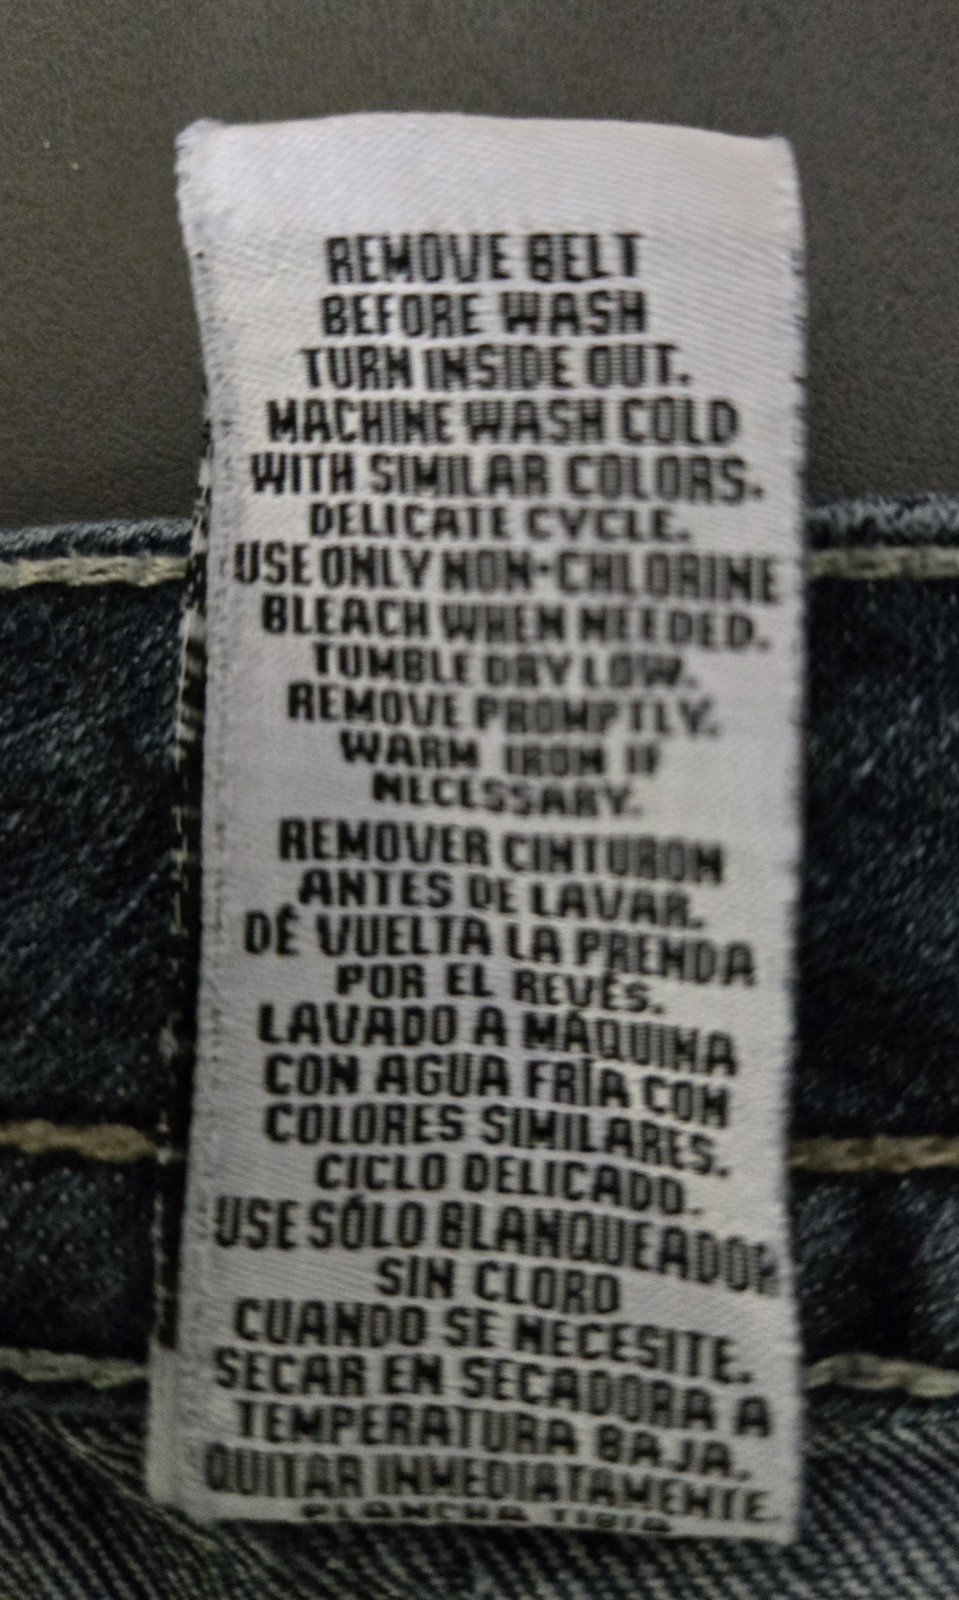 REMOVE BELT
BEFORE WASH
TURN INSIDE OUT.
MACHINE WASH COLD
WITH SIMILAR COLORS.
DELICATE CYCLE.
USE ONLY NON-CHLORINE
BLEACH WHEN NEEDED.
TUMBLE DRY LOW.
REMOVE PROMPTLY.
WARM IRON IF
NECESSARY.
REMOVER CINTURON
ANTES DE LAVAR.
DÉ VUELTA LA PRENDA
POR EL REVÉS.
LAVADO A MÁQUINA
CON AGUA FRÍA CON
COLORES SIMILARES.
CICLO DELICADO.
USE SÓLO BLANQUEADOR
SIN CLORO
CUANDO SE NECESITE.
SECAR EN SECADORA A
TEMPERATURA BAJA.
QUITAR INMEDIATAMENTE.
PLANCHA TIBIA